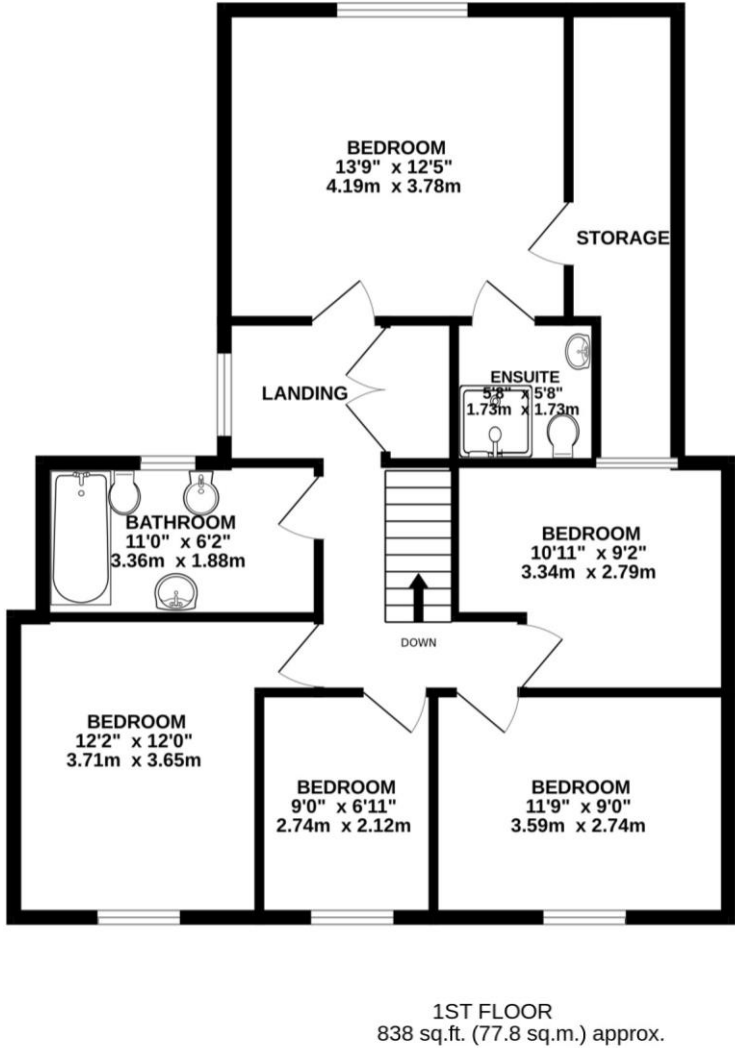 BEDROOM
13'9" x 12'5"
4.19m x 3.78m
STORAGE
LANDING
ENSUITE
5'8" x 5'8"
1.73m x 1.73m
BATHROOM
11'0" x 6'2"
3.36m x 1.88m
BEDROOM
10'11" x 9'2"
3.34m x 2.79m
DOWN
BEDROOM
12'2" x 12'0"
3.71m x 3.65m
BEDROOM
9'0" x 6'11"
2.74m x 2.12m
BEDROOM
11'9" x 9'0"
3.59m x 2.74m
1ST FLOOR
838 sq.ft. (77.8 sq.m.) approx.